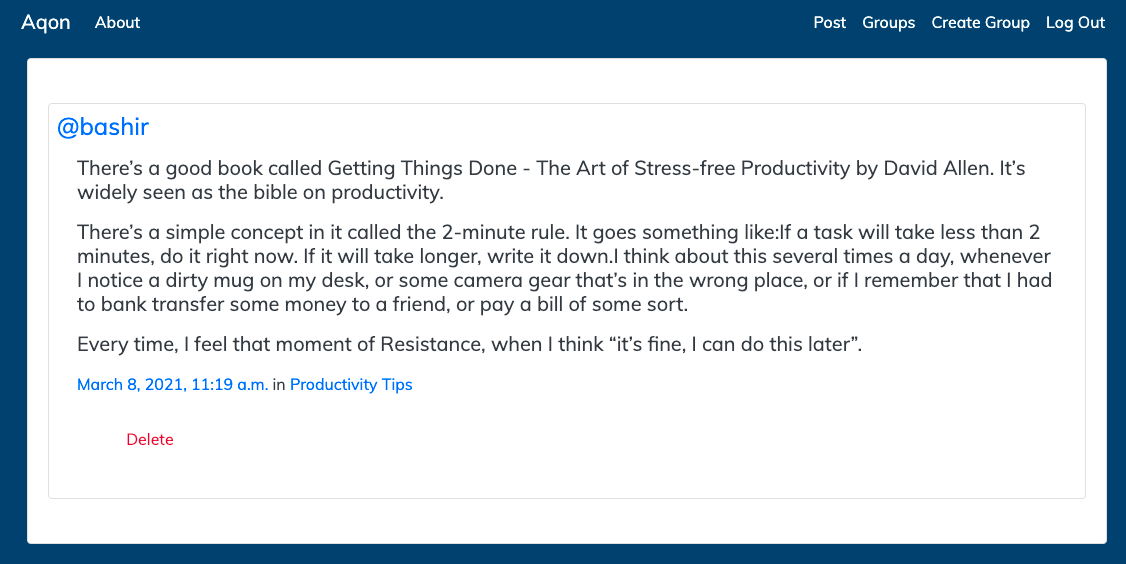 Aqon About Post Groups Create Group Log Out
@bashir
There’s a good book called Getting Things Done - The Art of Stress-free Productivity by David Allen. It’s
widely seen as the bible on productivity.
There’s a simple concept in it called the 2-minute rule. It goes something like:If a task will take less than 2
minutes, do it right now. If it will take longer, write it down.I think about this several times a day, whenever
I notice a dirty mug on my desk, or some camera gear that’s in the wrong place, or if I remember that I had
to bank transfer some money to a friend, or pay a bill of some sort.
Every time, I feel that moment of Resistance, when I think “it’s fine, I can do this later”.
March 8, 2021, 11:19 a.m. in Productivity Tips
Delete